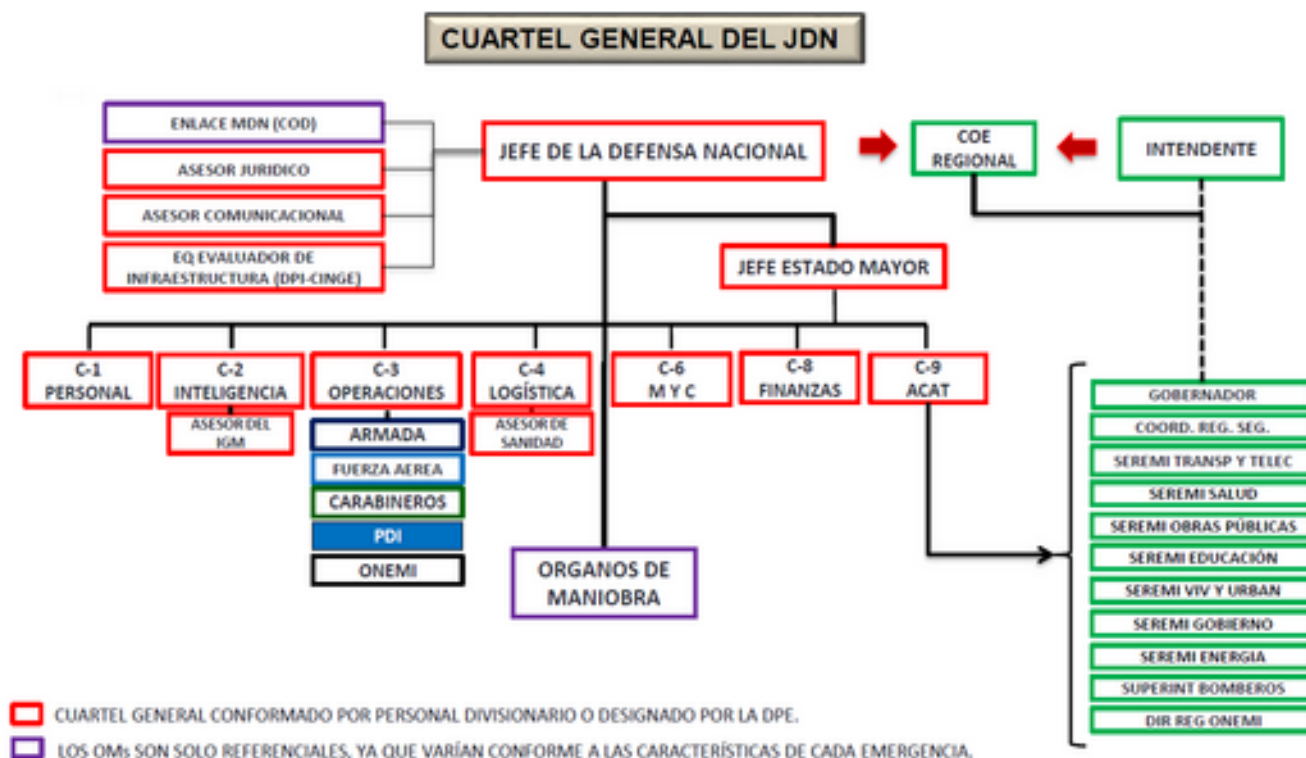 CUARTEL GENERAL DEL JDN
ENLACE MDN (COD)
ASESOR JURIDICO
ASESOR COMUNICACIONAL
EQ EVALUADOR DE
INFRAESTRUCTURA (DPI-CINGE)
JEFE DE LA DEFENSA NACIONAL
COE
REGIONAL
INTENDENTE
JEFE ESTADO MAYOR
C-1
PERSONAL
C-2
INTELIGENCIA
ASESOR DEL
IGM
C-3
OPERACIONES
ARMADA
FUERZA AEREA
CARABINEROS
PDI
ONEMI
C-4
LOGÍSTICA
ASESOR DE
SANIDAD
C-6
M Y C
C-8
FINANZAS
C-9
ACAT
ORGANOS DE
MANIOBRA
GOBERNADOR
COORD. REG. SEG.
SEREMI TRANSP Y TELEC
SEREMI SALUD
SEREMI OBRAS PÚBLICAS
SEREMI EDUCACIÓN
SEREMI VIV Y URBAN
SEREMI GOBIERNO
SEREMI ENERGIA
SUPERINT BOMBEROS
DIR REG ONEMI
CUARTEL GENERAL CONFORMADO POR PERSONAL DIVISIONARIO O DESIGNADO POR LA DPE.
LOS OMs SON SOLO REFERENCIALES, YA QUE VARÍAN CONFORME A LAS CARACTERÍSTICAS DE CADA EMERGENCIA.